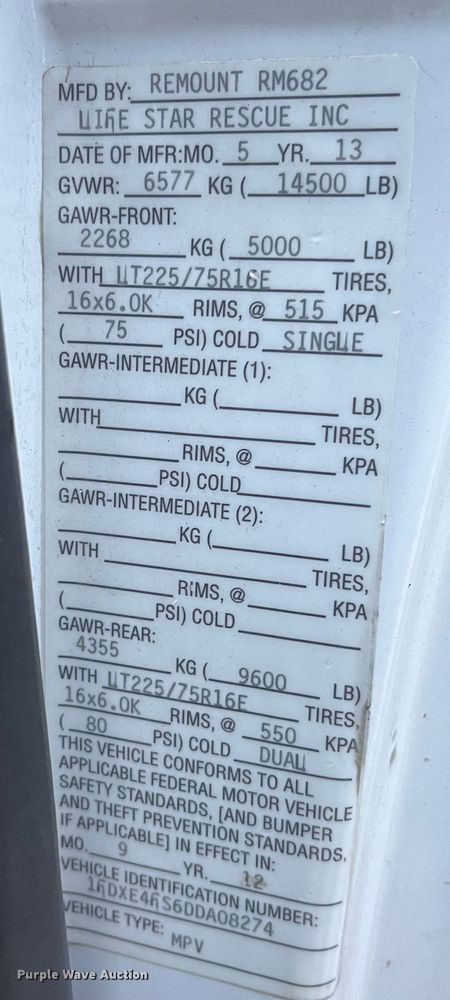 MFD BY: REMOUNT RM682
LIFE STAR RESCUE INC
DATE OF MFR:MO. 5 YR. 13
GVWR: 6577 KG ( 14500 LB)
GAWR-FRONT:
2268 KG ( 5000 LB)
WITH LT225/75R16E TIRES,
16x6.0K RIMS, @ 515 KPA
( 75 PSI) COLD SINGLE
GAWR-INTERMEDIATE (1):
KG ( LB)
WITH TIRES,
RIMS, @ KPA
( PSI) COLD
GAWR-INTERMEDIATE (2):
KG ( LB)
WITH TIRES,
RIMS, @ KPA
( PSI) COLD
GAWR-REAR:
4355 KG ( 9600 LB)
WITH LT225/75R16E TIRES,
16x6.0K RIMS, @ 550 KPA
( 80 PSI) COLD DUAL
THIS VEHICLE CONFORMS TO ALL
APPLICABLE FEDERAL MOTOR VEHICLE
SAFETY STANDARDS, [AND BUMPER
AND THEFT PREVENTION STANDARDS,
IF APPLICABLE] IN EFFECT IN:
MO. 9 YR. 12
VEHICLE IDENTIFICATION NUMBER:
1FDXE4FS6DDA08274
VEHICLE TYPE: MPV
Purple Wave Auction